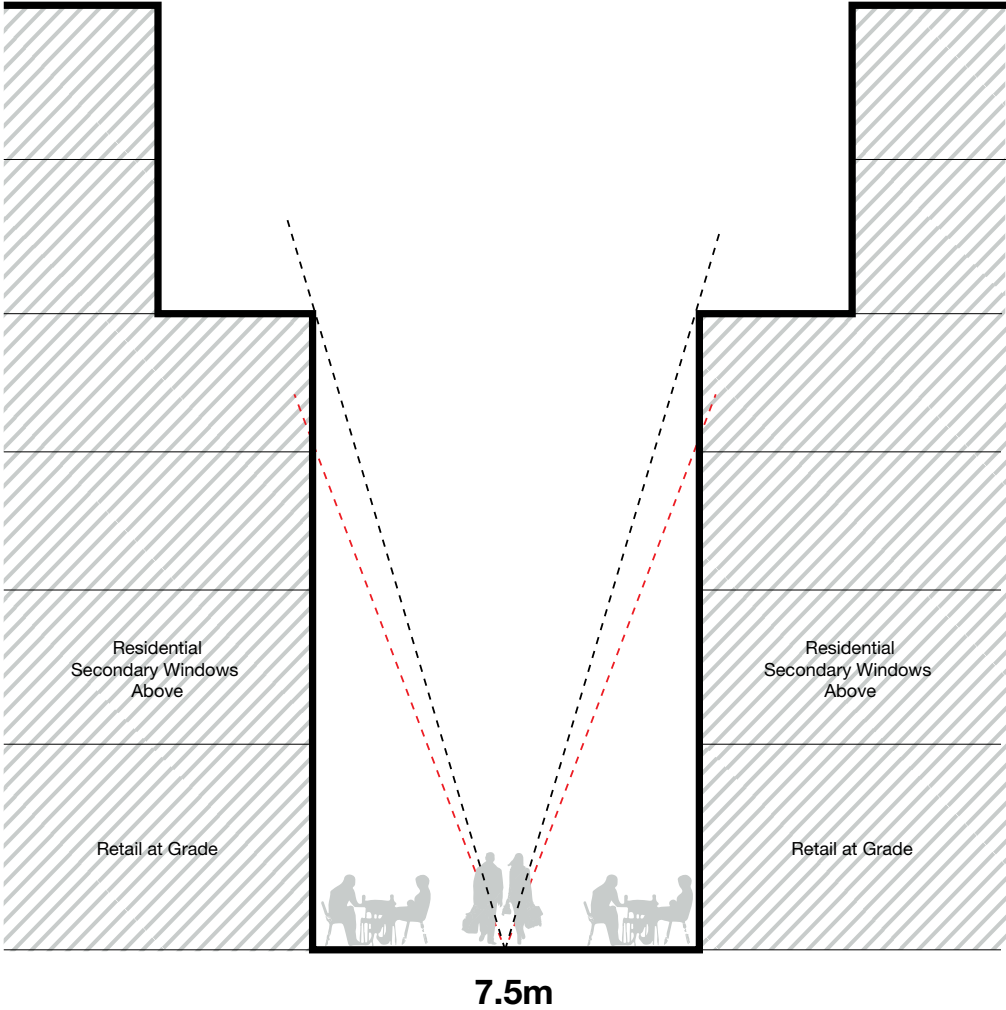 Residential
Secondary Windows
Above
Residential
Secondary Windows
Above
Retail at Grade
Retail at Grade
7.5m